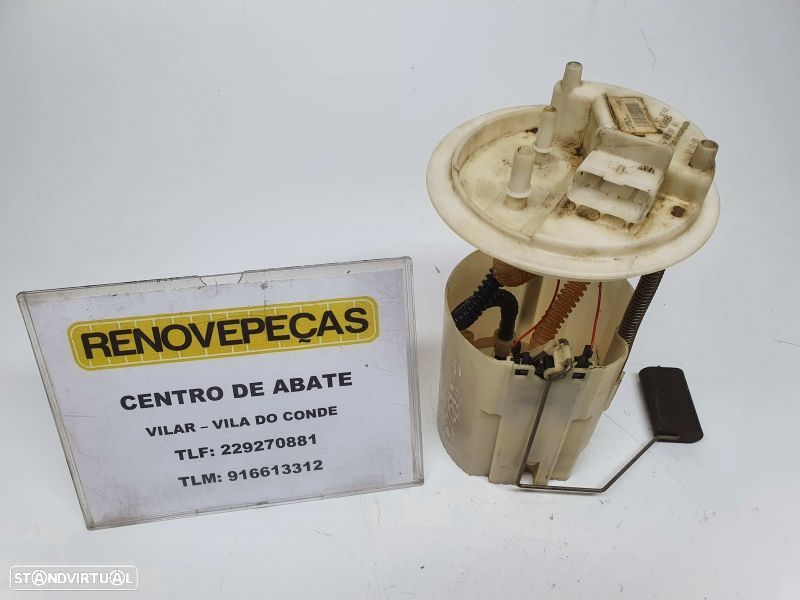 RENOVEPEÇAS
CENTRO DE ABATE
VILAR – VILA DO CONDE
TLF: 229270881
TLM: 916613312
STANDVIRTUAL